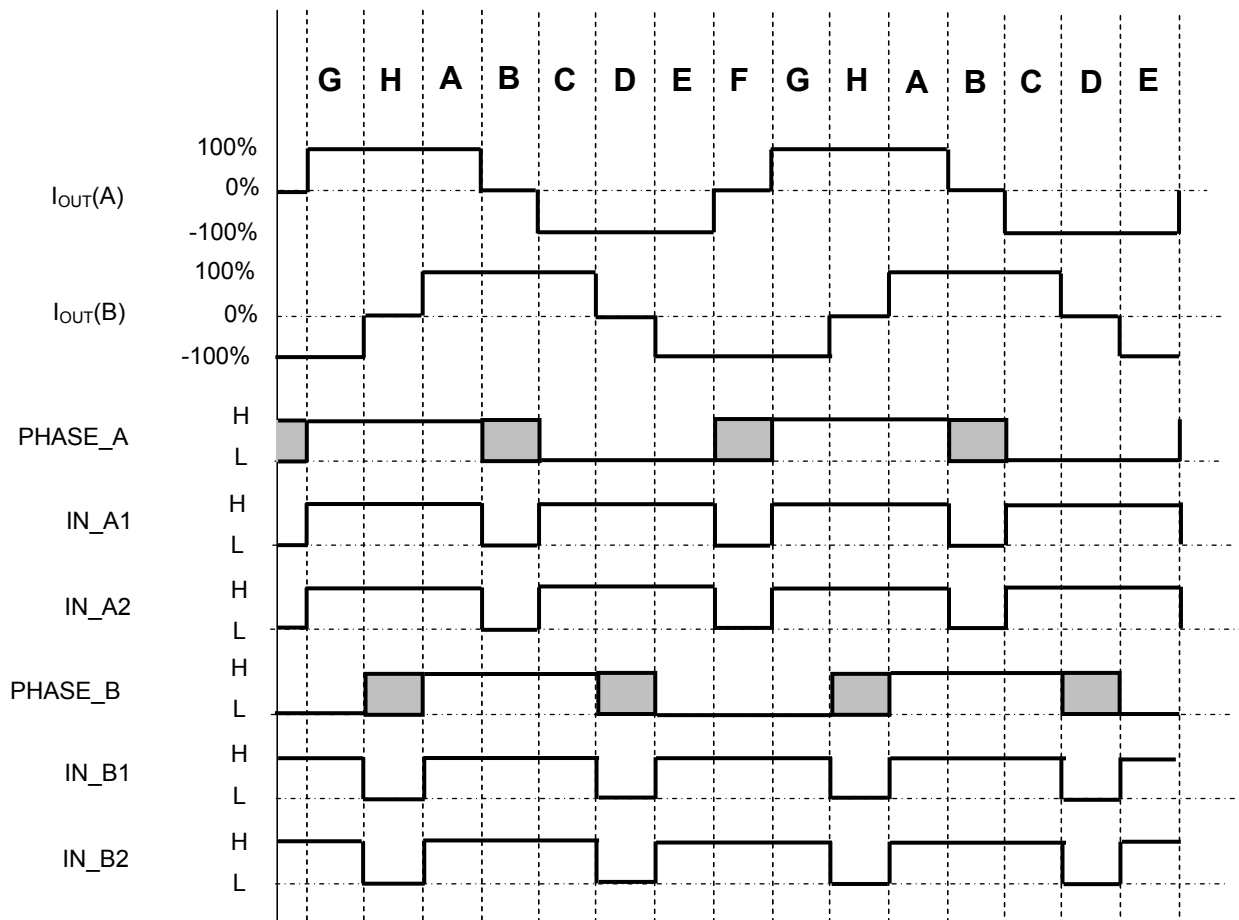 G H A B C D E F G H A B C D E
100%
I_OUT(A) 0%
-100%
100%
I_OUT(B) 0%
-100%
H
PHASE_A
L
H
IN_A1
L
H
IN_A2
L
H
PHASE_B
L
H
IN_B1
L
H
IN_B2
L